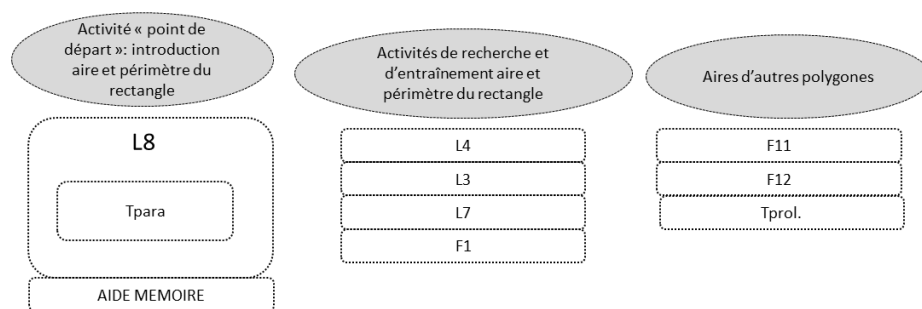 Activité « point de
départ »: introduction
aire et périmètre du
rectangle
L8
Tpara
AIDE MEMOIRE
Activités de recherche et
d'entraînement aire et
périmètre du rectangle
L4
L3
L7
F1
Aires d'autres polygones
F11
F12
Tprol.